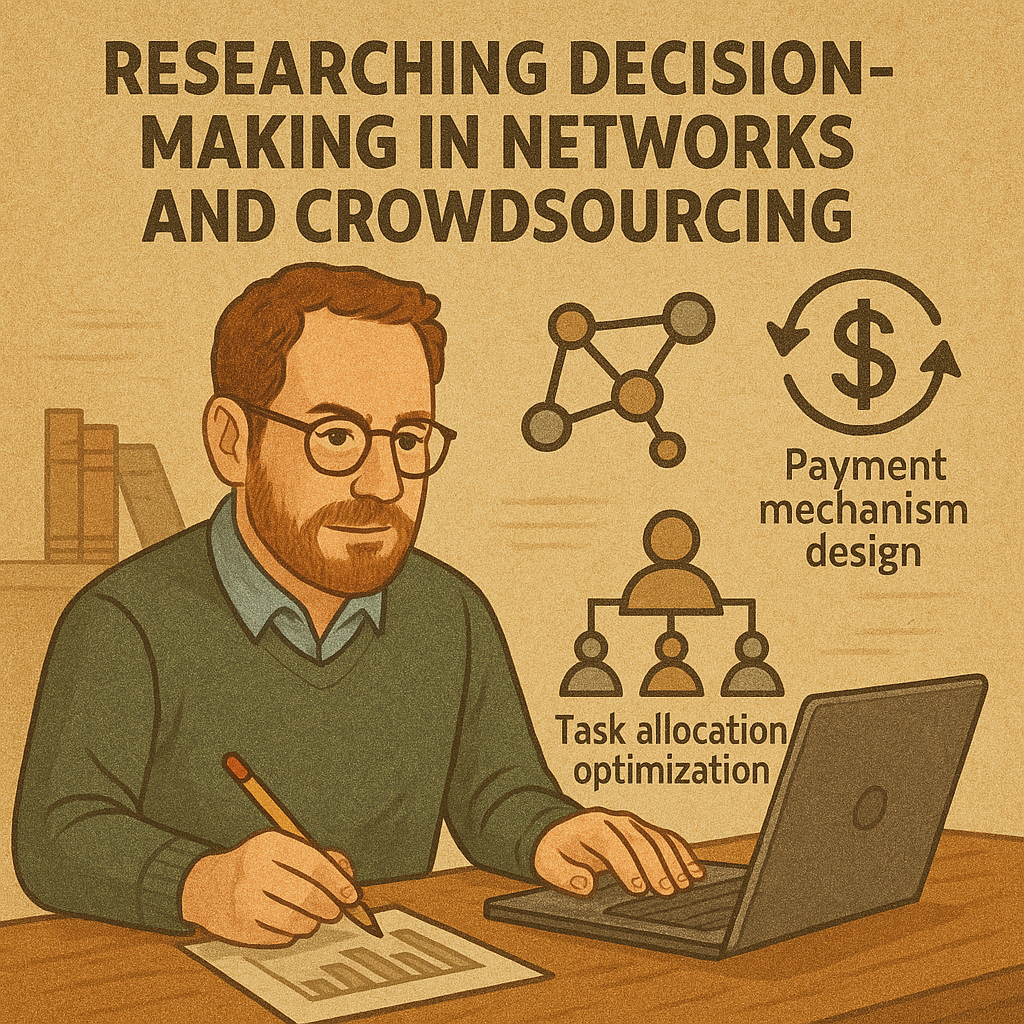 RESEARCHING DECISION-
MAKING IN NETWORKS
AND CROWDSOURCING
$
Payment
mechanism
design
Task allocation
optimization